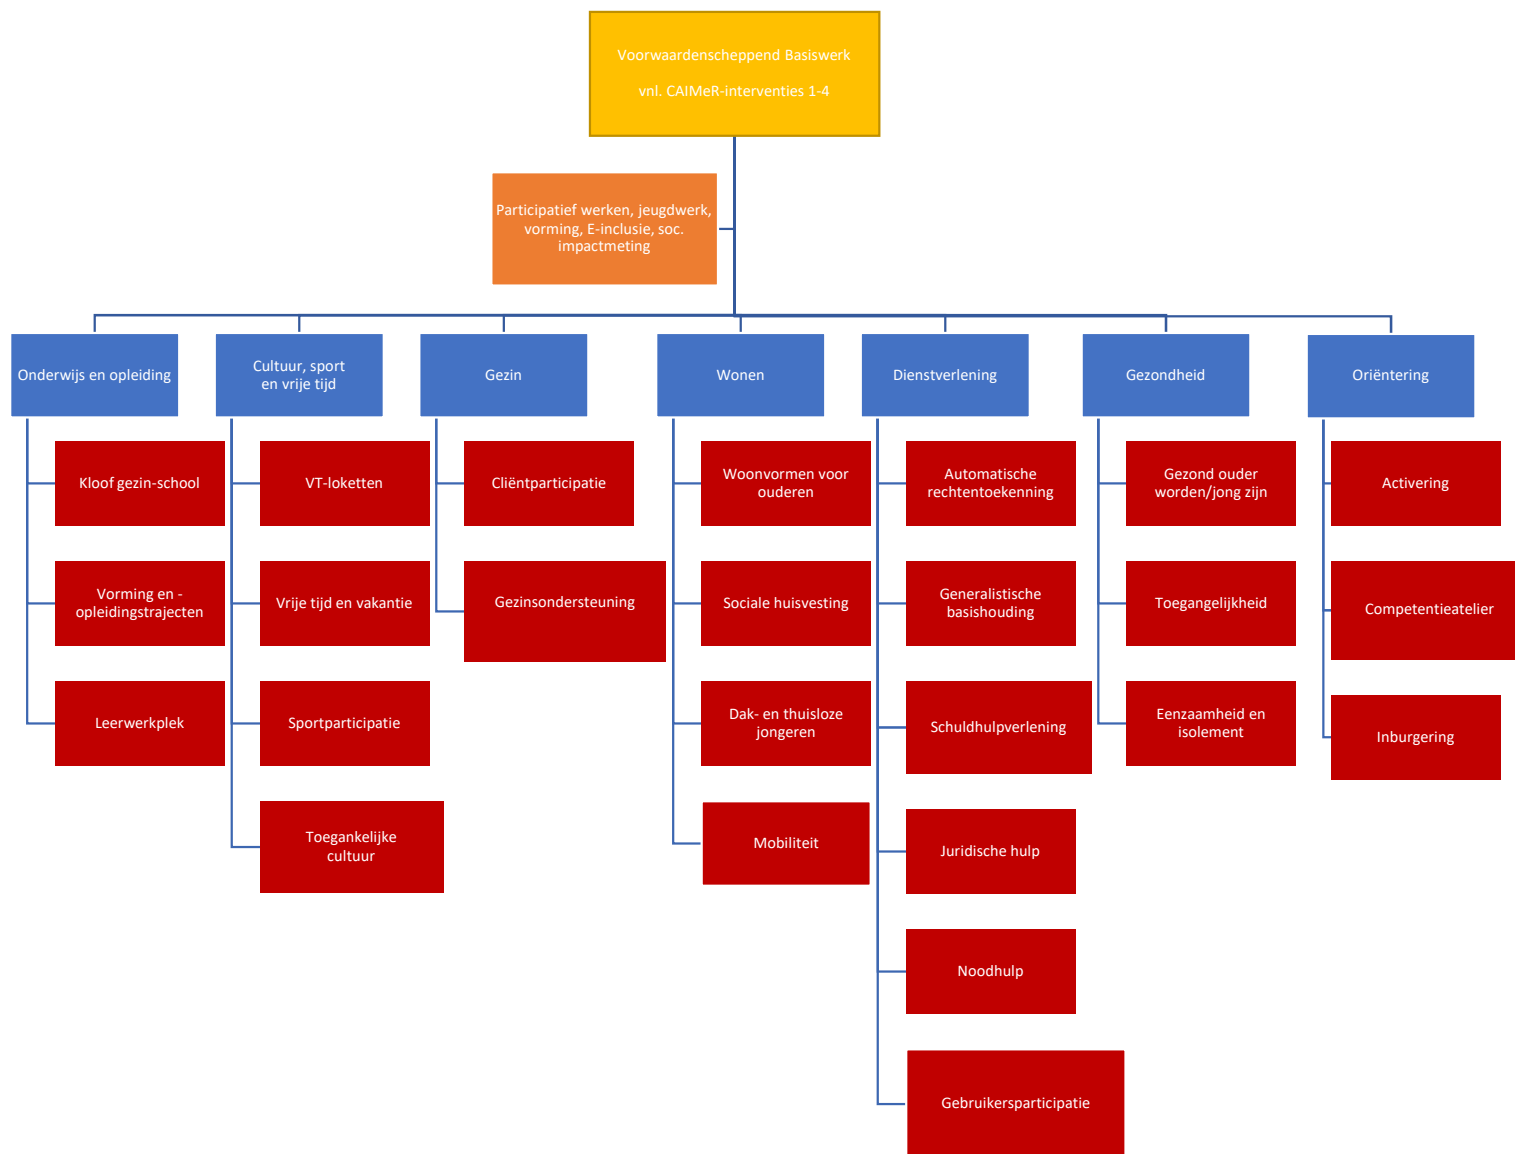 Voorwaardenscheppend Basiswerk
vnl. CAIMeR-interventies 1-4
Participatief werken, jeugdwerk,
vorming, E-inclusie, soc.
impactmeting
Onderwijs en opleiding
Cultuur, sport
en vrije tijd
Gezin
Wonen
Dienstverlening
Gezondheid
Oriëntering
Kloof gezin-school
Vorming en -
opleidingstrajecten
Leerwerkplek
VT-loketten
Vrije tijd en vakantie
Sportparticipatie
Toegankelijke
cultuur
Cliëntparticipatie
Gezinsondersteuning
Woonvormen voor
ouderen
Sociale huisvesting
Dak- en thuisloze
jongeren
Mobiliteit
Automatische
rechtentoekenning
Generalistische
basishouding
Schuldhulpverlening
Juridische hulp
Noodhulp
Gebruikersparticipatie
Gezond ouder
worden/jong zijn
Toegangelijkheid
Eenzaamheid en
isolement
Activering
Competentieatelier
Inburgering